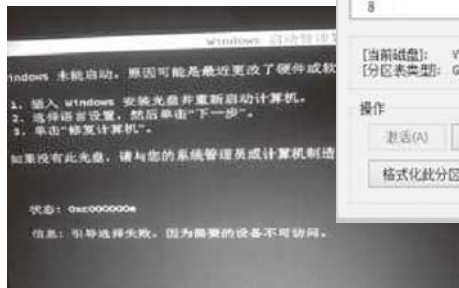 Windows 启动管理
indows 未能启动。原因可能是最近更改了硬件或软
1. 插入 Windows 安装光盘并重新启动计算机。
2. 选择语言设置，然后单击"下一步"。
3. 单击"修复计算机"。
如果没有此光盘，请与您的系统管理员或计算机制造
状态: 0xc000000e
信息: 引导选择失败，因为需要的设备不可访问。
8
[当前磁盘]: V
[分区表类型]: G
操作
激活(A)
格式化此分区